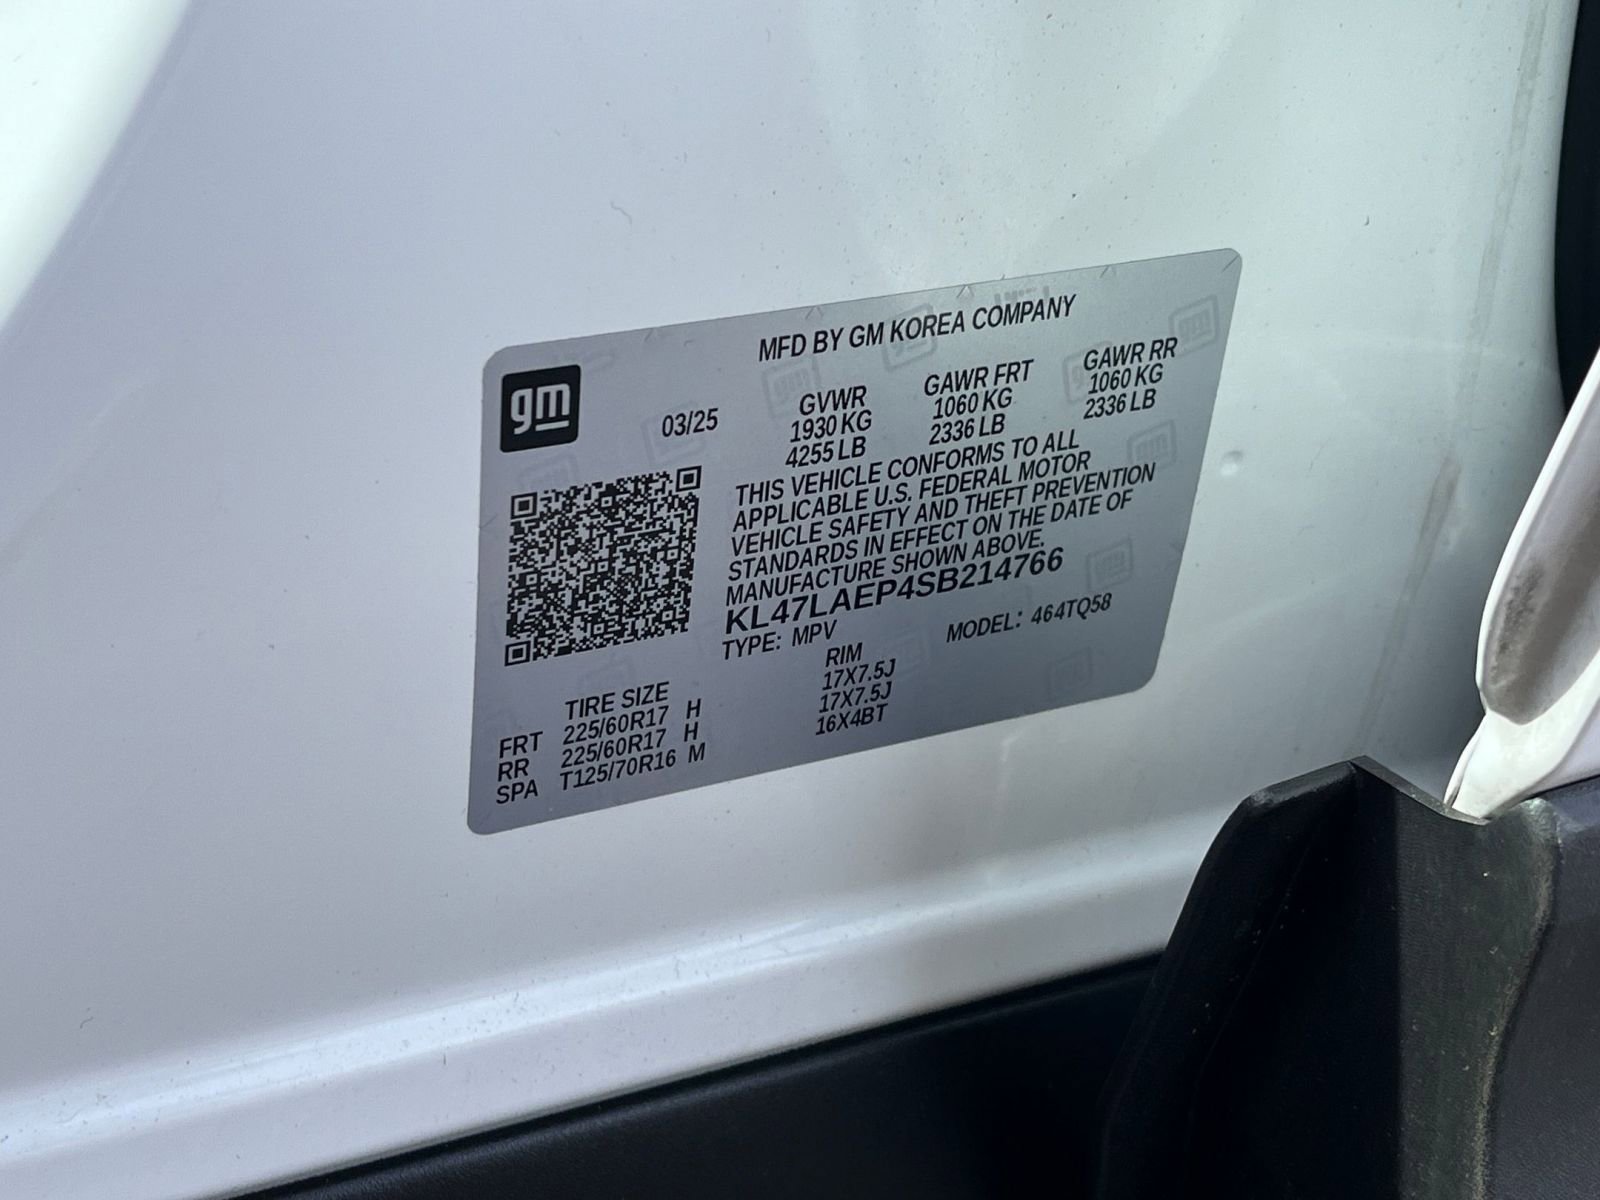 MFD BY GM KOREA COMPANY
gm
03/25
GVWR
1930 KG
4255 LB
GAWR FRT
1060 KG
2336 LB
GAWR RR
1060 KG
2336 LB
THIS VEHICLE CONFORMS TO ALL
APPLICABLE U.S. FEDERAL MOTOR
VEHICLE SAFETY AND THEFT PREVENTION
STANDARDS IN EFFECT ON THE DATE OF
MANUFACTURE SHOWN ABOVE.
KL47LAEP4SB214766
TYPE: MPV MODEL: 464TQ58
TIRE SIZE RIM
FRT 225/60R17 H 17X7.5J
RR 225/60R17 H 17X7.5J
SPA T125/70R16 M 16X4BT